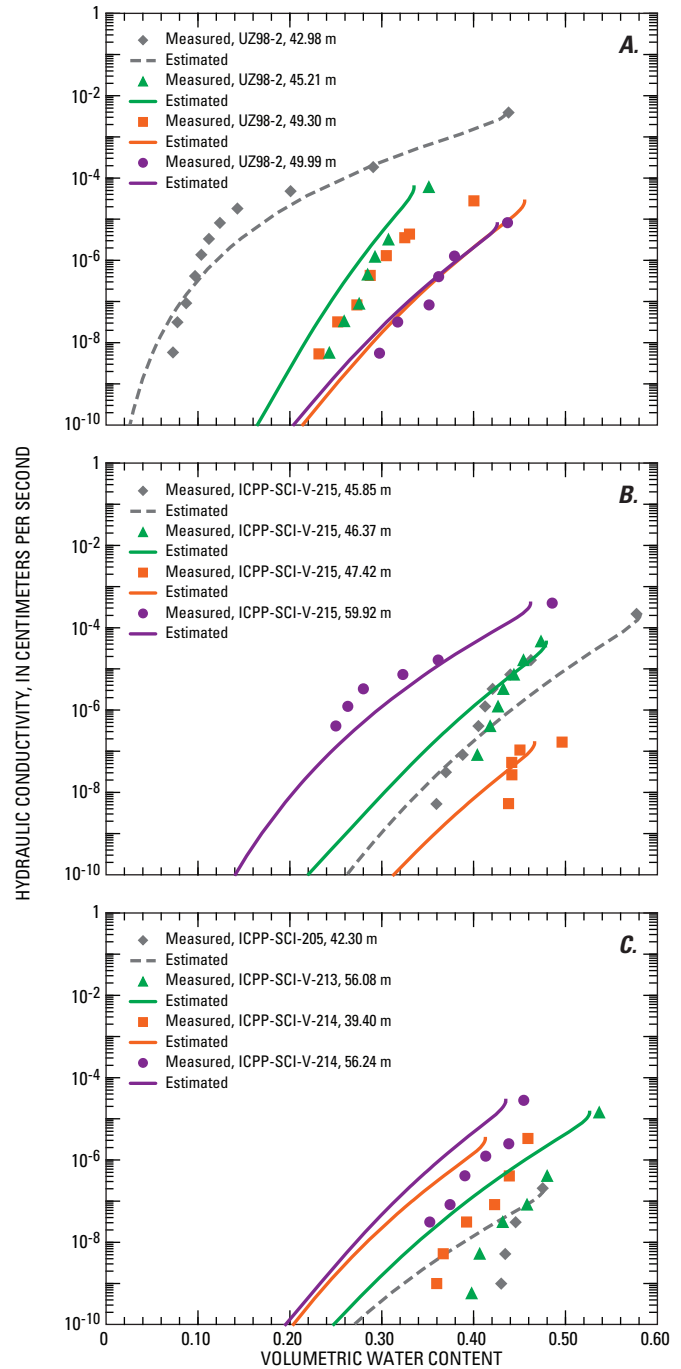 HYDRAULIC CONDUCTIVITY, IN CENTIMETERS PER SECOND
A.
1
10-2
10-4
10-6
10-8
10-10
Measured, UZ98-2, 42.98 m
Estimated
Measured, UZ98-2, 45.21 m
Estimated
Measured, UZ98-2, 49.30 m
Estimated
Measured, UZ98-2, 49.99 m
Estimated
B.
1
10-2
10-4
10-6
10-8
10-10
Measured, ICPP-SCI-V-215, 45.85 m
Estimated
Measured, ICPP-SCI-V-215, 46.37 m
Estimated
Measured, ICPP-SCI-V-215, 47.42 m
Estimated
Measured, ICPP-SCI-V-215, 59.92 m
Estimated
C.
1
10-2
10-4
10-6
10-8
10-10
Measured, ICPP-SCI-205, 42.30 m
Estimated
Measured, ICPP-SCI-V-213, 56.08 m
Estimated
Measured, ICPP-SCI-V-214, 39.40 m
Estimated
Measured, ICPP-SCI-V-214, 56.24 m
Estimated
0 0.10 0.20 0.30 0.40 0.50 0.60
VOLUMETRIC WATER CONTENT